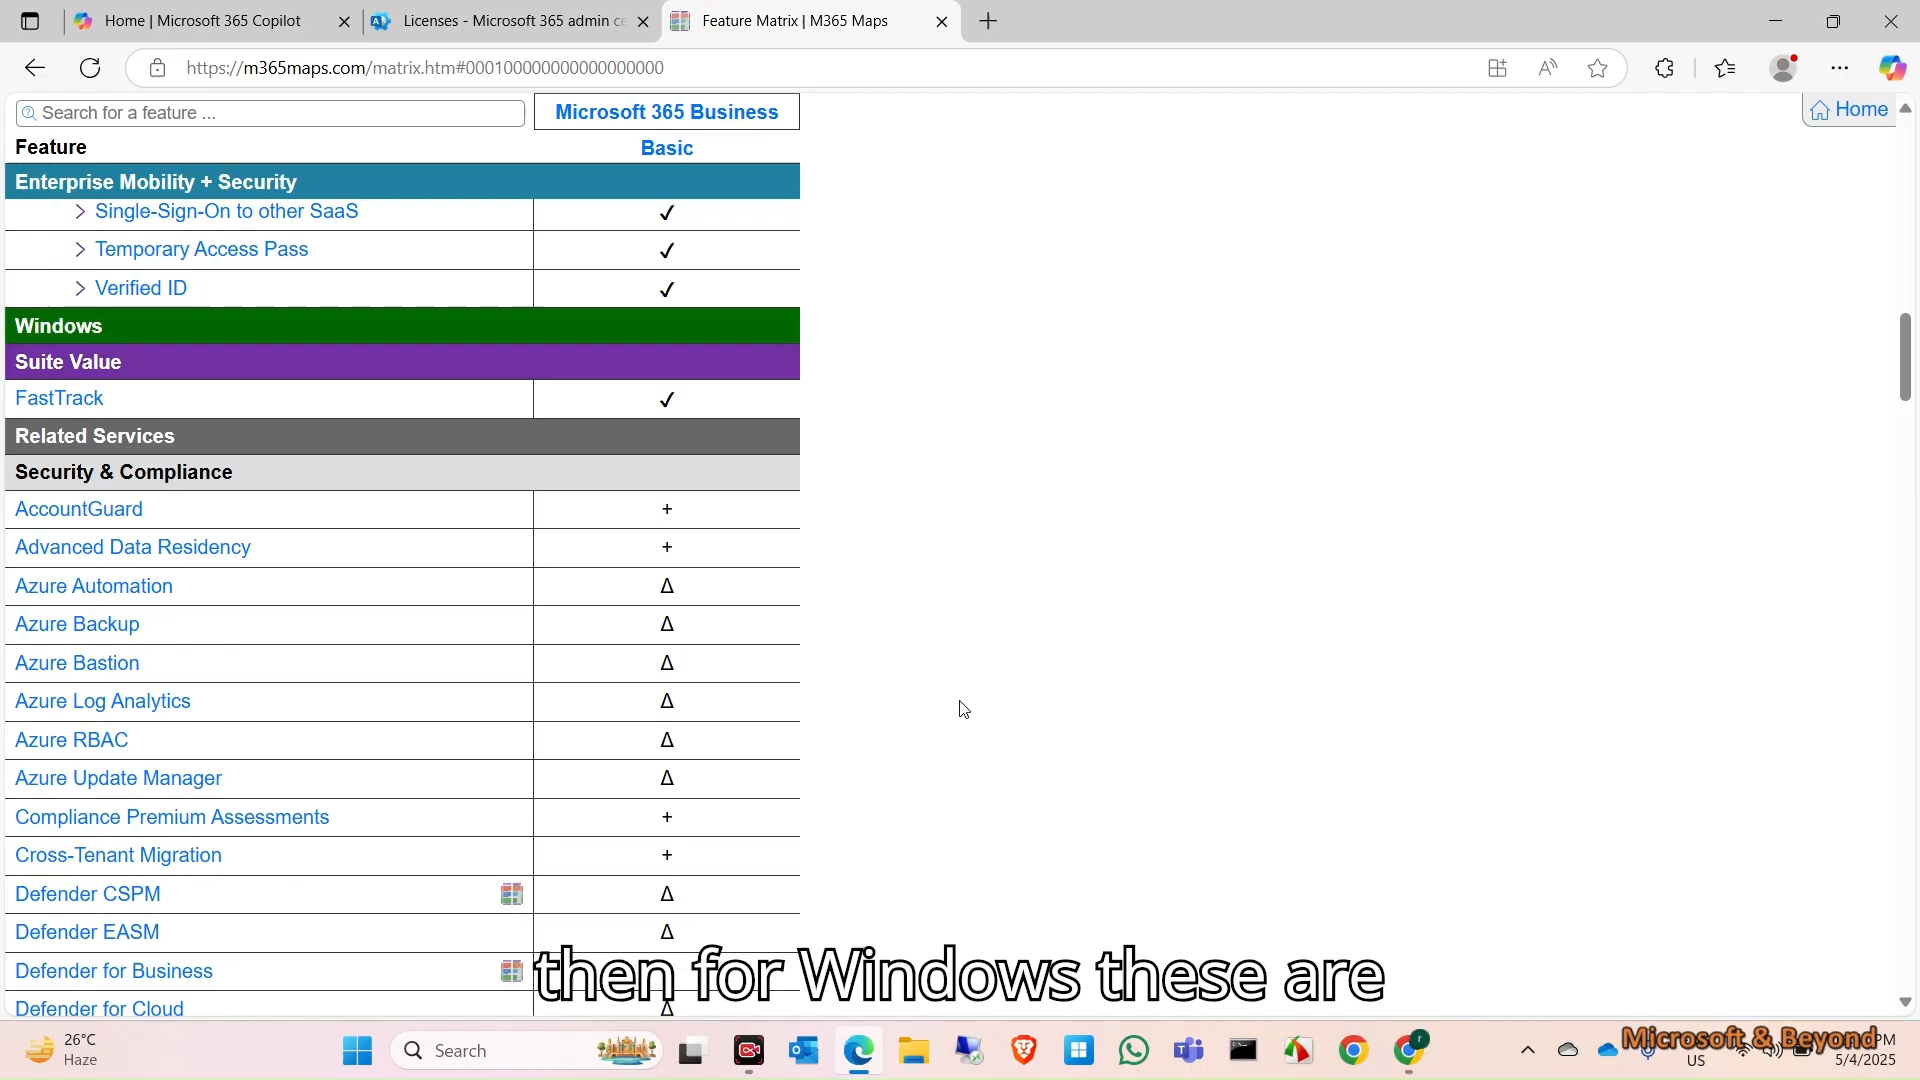 Home | Microsoft 365 Copilot
Licenses - Microsoft 365 admin ce
Feature Matrix | M365 Maps
https://m365maps.com/matrix.htm#000100000000000000000
Search for a feature ...
Microsoft 365 Business
Home
Feature
Basic
Enterprise Mobility + Security
Single-Sign-On to other SaaS ✓
Temporary Access Pass ✓
Verified ID ✓
Windows
Suite Value
FastTrack ✓
Related Services
Security & Compliance
AccountGuard +
Advanced Data Residency +
Azure Automation Δ
Azure Backup Δ
Azure Bastion Δ
Azure Log Analytics Δ
Azure RBAC Δ
Azure Update Manager Δ
Compliance Premium Assessments +
Cross-Tenant Migration +
Defender CSPM Δ
Defender EASM Δ
Defender for Business
Defender for Cloud Δ
then for Windows these are
26°C
Haze
Search
Microsoft & Beyond
PM
US
5/4/2025